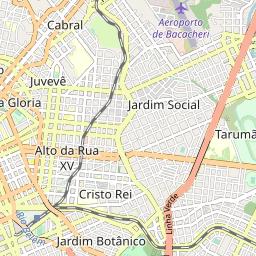 Aeroporto
de Bacacheri
Cabral
Juvevê
a Glória
Jardim Social
Tarumã
Alto da Rua
XV
Cristo Rei
Linha Verde
Jardim Botânico